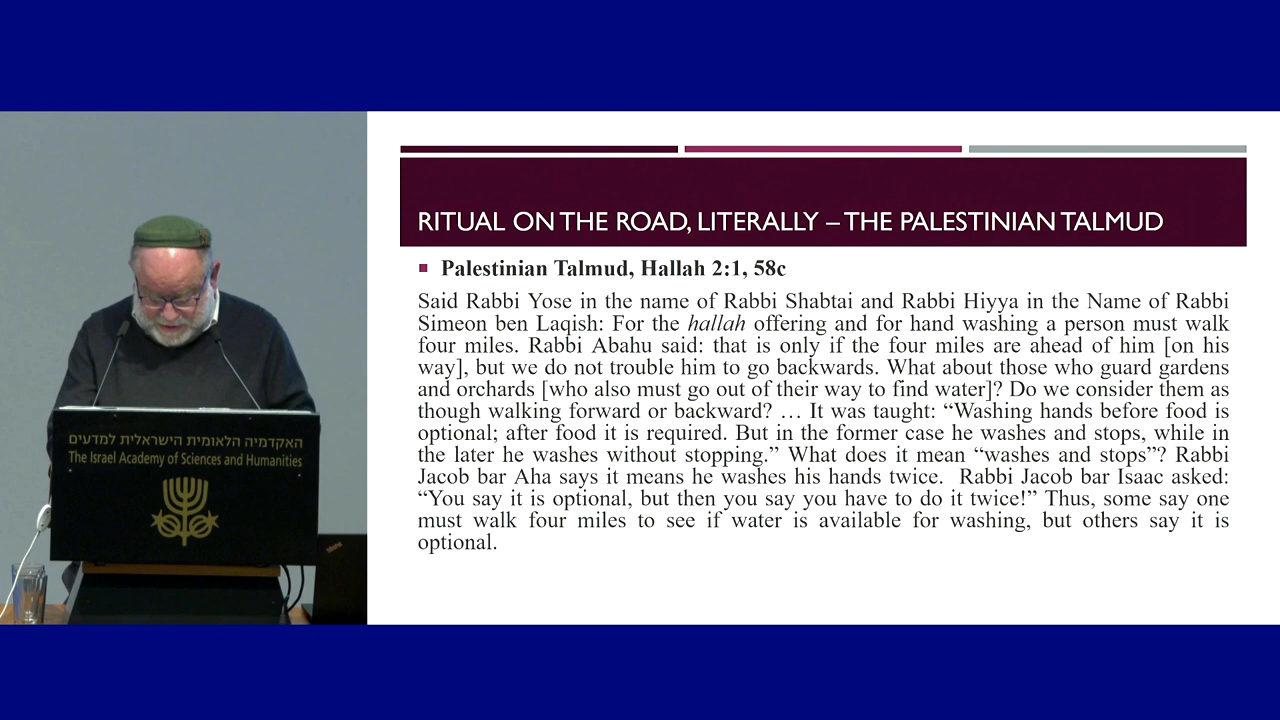 האקדמיה הלאומית הישראלית למדעים
The Israel Academy of Sciences and Humanities
RITUAL ON THE ROAD, LITERALLY – THE PALESTINIAN TALMUD
Palestinian Talmud, Hallah 2:1, 58c
Said Rabbi Yose in the name of Rabbi Shabtai and Rabbi Hiyya in the Name of Rabbi
Simeon ben Laqish: For the hallah offering and for hand washing a person must walk
four miles. Rabbi Abahu said: that is only if the four miles are ahead of him [on his
way], but we do not trouble him to go backwards. What about those who guard gardens
and orchards [who also must go out of their way to find water]? Do we consider them as
though walking forward or backward? … It was taught: “Washing hands before food is
optional; after food it is required. But in the former case he washes and stops, while in
the later he washes without stopping.” What does it mean “washes and stops”? Rabbi
Jacob bar Aha says it means he washes his hands twice. Rabbi Jacob bar Isaac asked:
“You say it is optional, but then you say you have to do it twice!” Thus, some say one
must walk four miles to see if water is available for washing, but others say it is
optional.